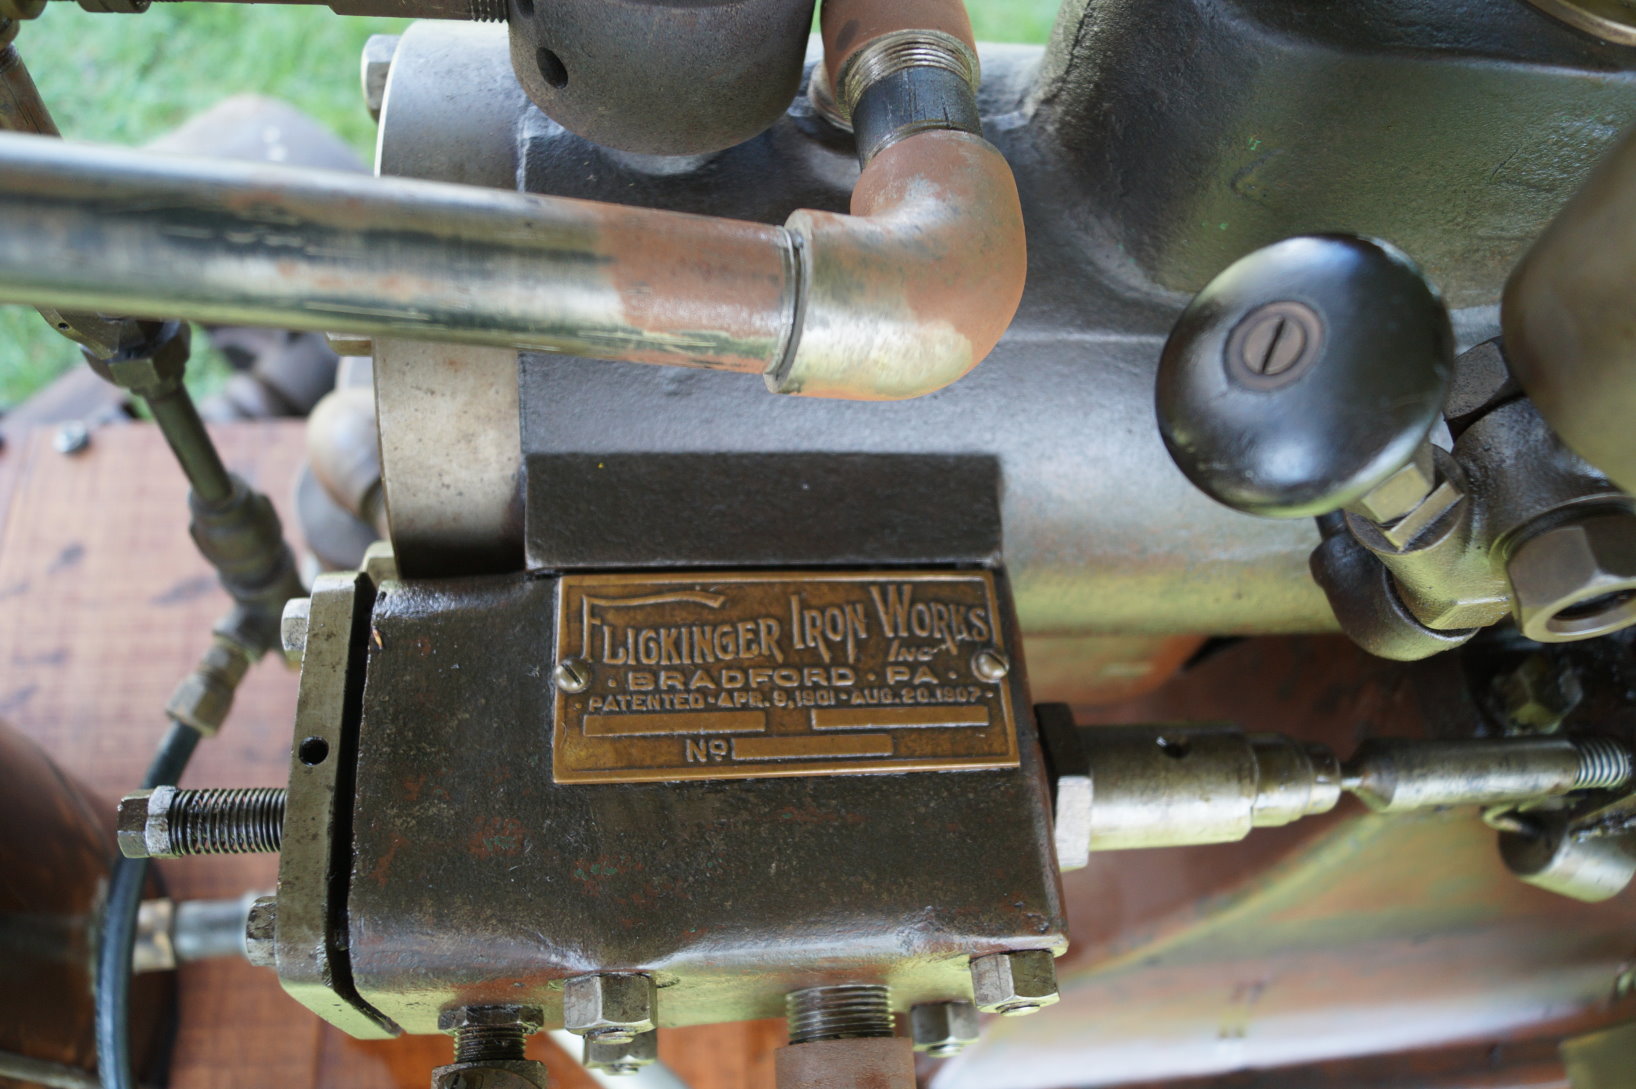 FLICKINGER IRON WORKS
INC
· BRADFORD · PA ·
· PATENTED · APR. 9, 1901 · AUG. 20. 1907 ·
NO.